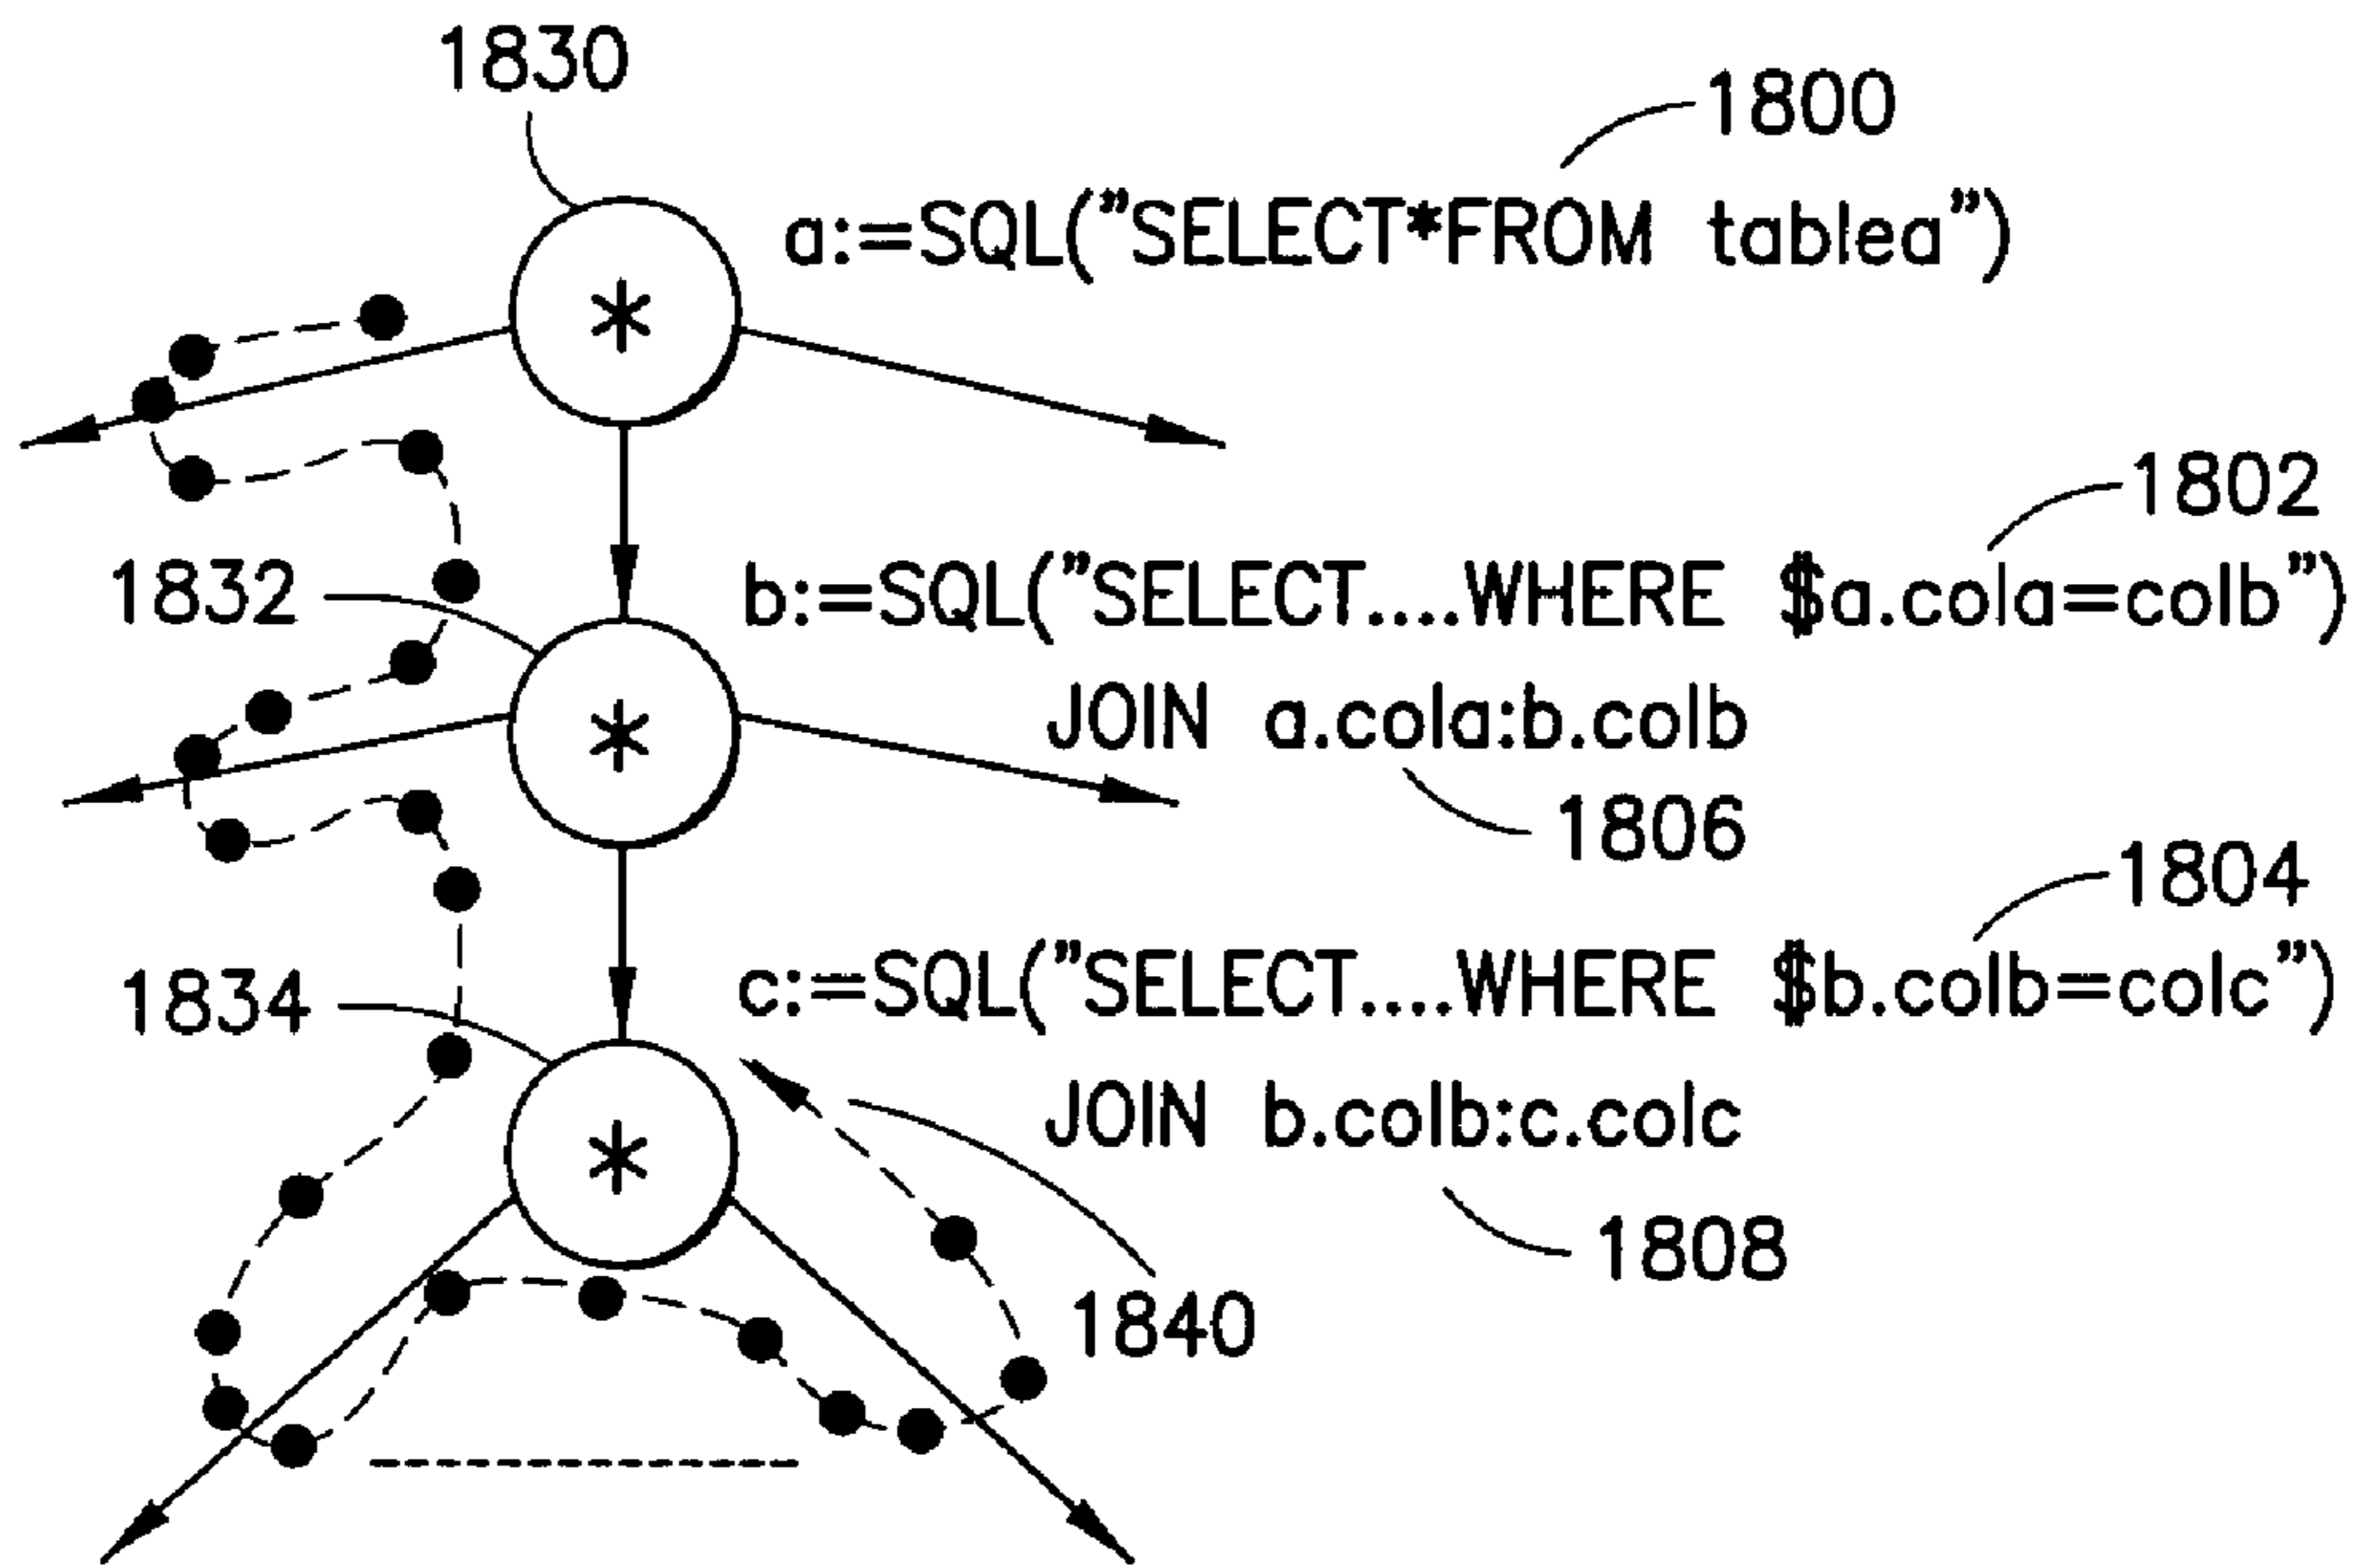 1830
1800
a:=SQL("SELECT*FROM tablea")
*
1802
1832
b:=SQL("SELECT....WHERE $a.cola=colb")
*
JOIN a.cola:b.colb
1806
1804
1834
c:=SQL("SELECT....WHERE $b.colb=colc")
JOIN b.colb:c.colc
*
1808
1840